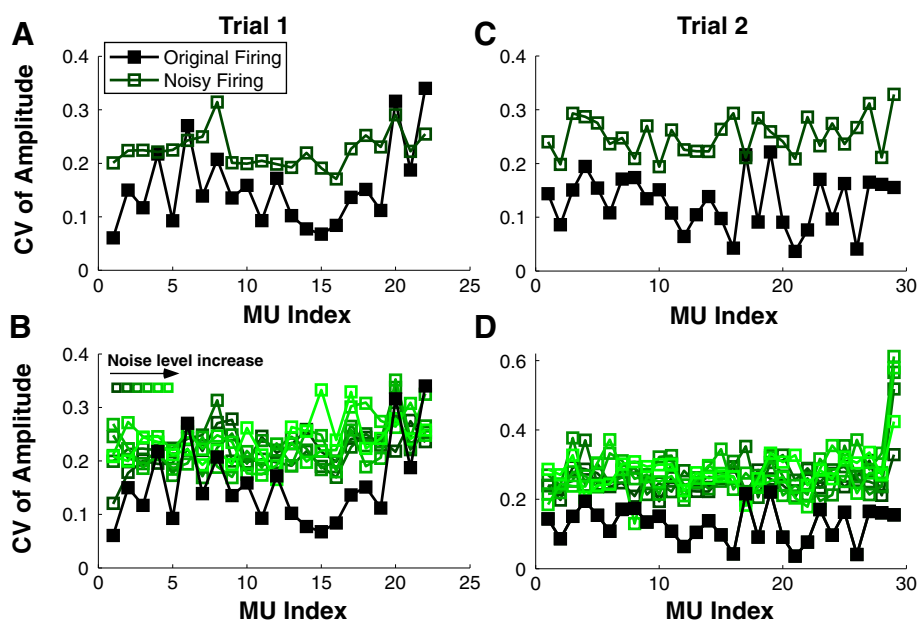 A
Trial 1
Original Firing
Noisy Firing
CV of Amplitude
0.4
0.3
0.2
0.1
0
0 5 10 15 20 25
MU Index
C
Trial 2
0.4
0.3
0.2
0.1
0
0 10 20 30
MU Index
B
Noise level increase
CV of Amplitude
0.4
0.3
0.2
0.1
0
0 5 10 15 20 25
MU Index
D
0.6
0.4
0.2
0
0 10 20 30
MU Index